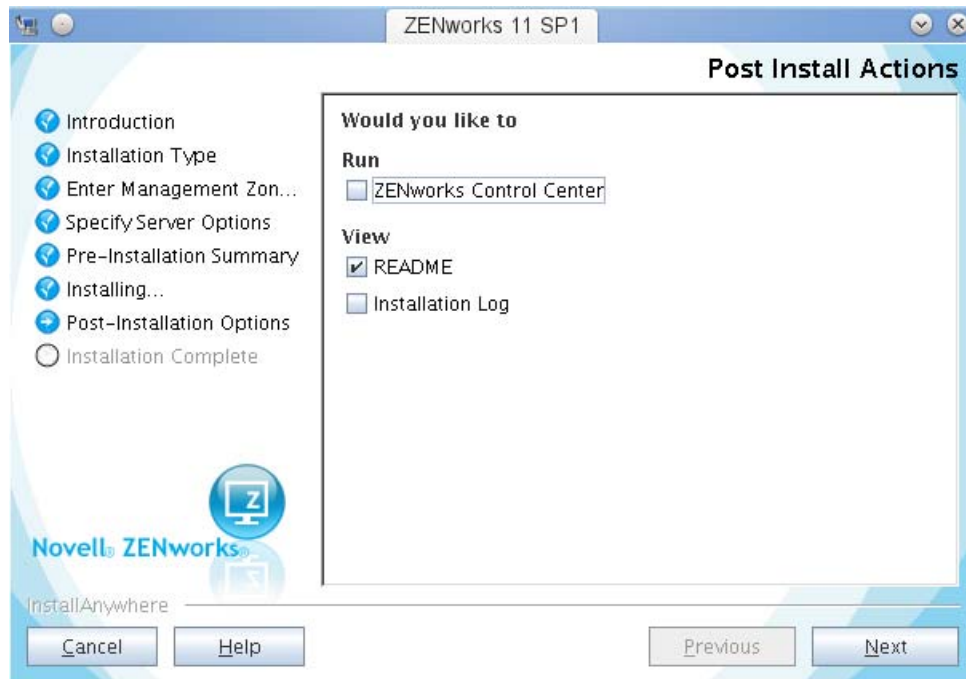 ZENworks 11 SP1
Post Install Actions
Introduction
Installation Type
Enter Management Zon...
Specify Server Options
Pre-Installation Summary
Installing...
Post-Installation Options
Installation Complete
Would you like to
Run
ZENworks Control Center
View
README
Installation Log
Z
Novell® ZENworks®
InstallAnywhere
Cancel
Help
Previous
Next